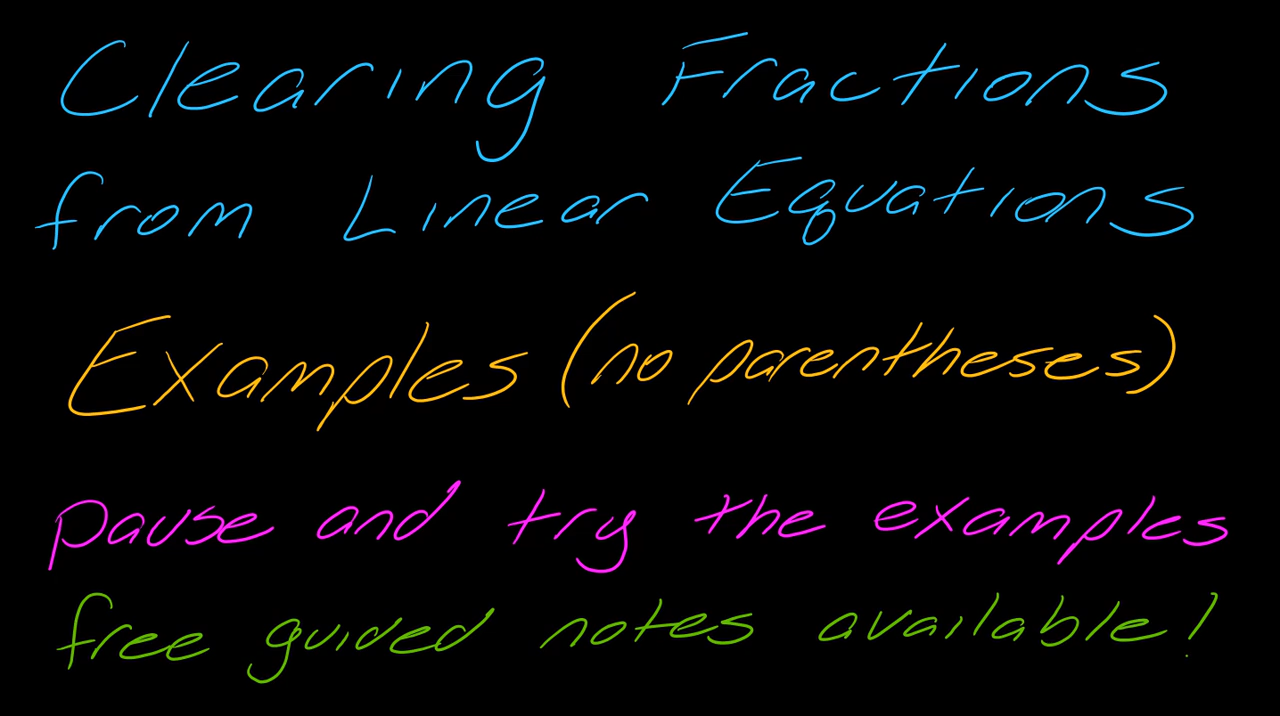 Clearing Fractions
from Linear Equations
Examples (no parentheses)
pause and try the examples
free guided notes available!